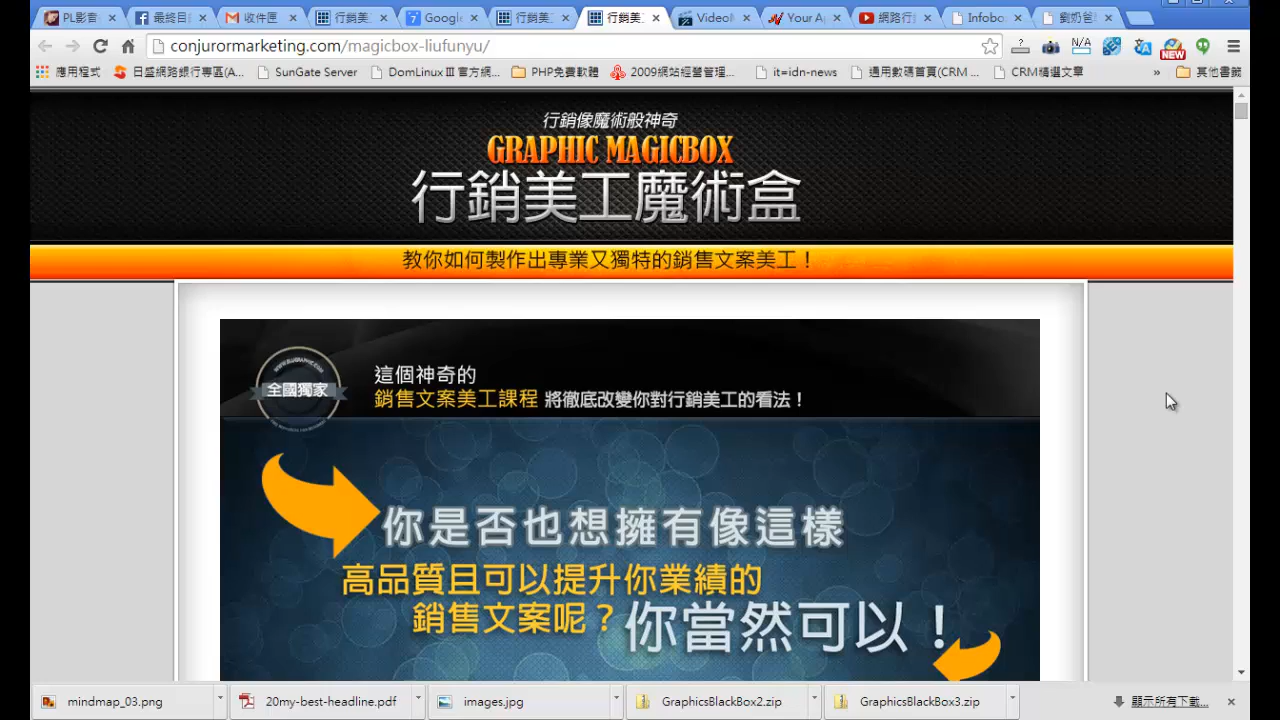 PL影音
最終目
收件匣
行銷美
Google
行銷美
行銷美
VideoM
Your A
網路行
Infobo
劉奶爸
conjurormarketing.com/magicbox-liufunyu/
N/A
NEW
應用程式
日盛網路銀行專區(A...
SunGate Server
DomLinux III 官方網...
PHP免費軟體
2009網站經營管理...
it=idn-news
通用數碼首頁(CRM ...
CRM精選文章
»
其他書籤
行銷像魔術般神奇
GRAPHIC MAGICBOX
行銷美工魔術盒
教你如何製作出專業又獨特的銷售文案美工！
全國獨家
這個神奇的
銷售文案美工課程 將徹底改變你對行銷美工的看法！
你是否也想擁有像這樣
高品質且可以提升你業績的
銷售文案呢？你當然可以！
mindmap_03.png
20my-best-headline.pdf
images.jpg
GraphicsBlackBox2.zip
GraphicsBlackBox3.zip
顯示所有下載...